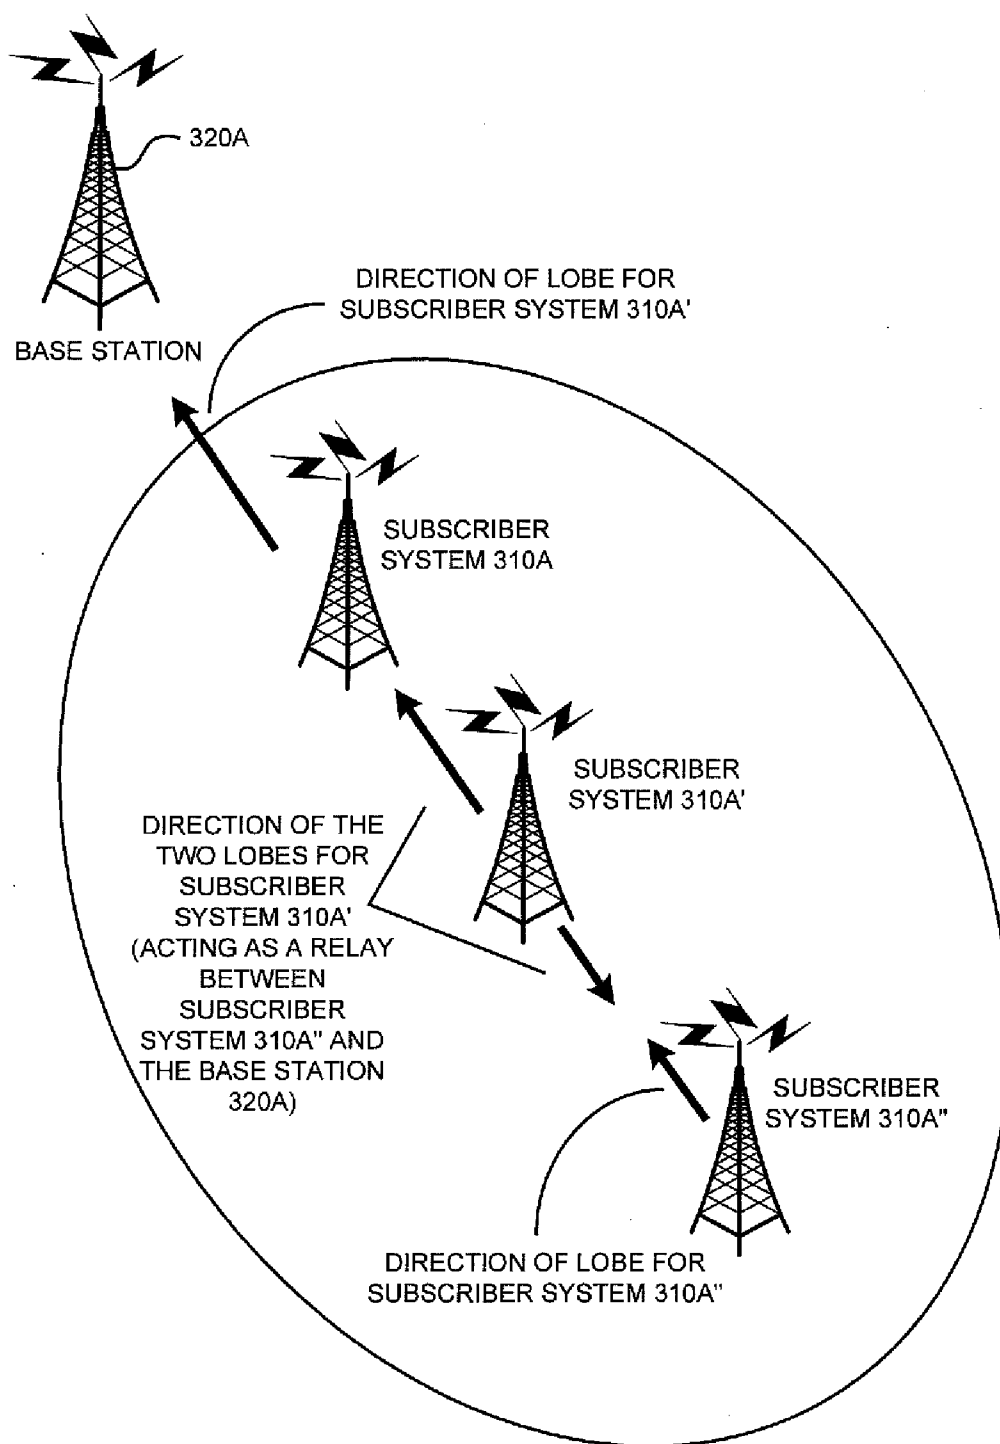 320A
DIRECTION OF LOBE FOR
SUBSCRIBER SYSTEM 310A'
BASE STATION
SUBSCRIBER
SYSTEM 310A
SUBSCRIBER
SYSTEM 310A'
DIRECTION OF THE
TWO LOBES FOR
SUBSCRIBER
SYSTEM 310A'
(ACTING AS A RELAY
BETWEEN
SUBSCRIBER
SYSTEM 310A" AND
THE BASE STATION
320A)
SUBSCRIBER
SYSTEM 310A"
DIRECTION OF LOBE FOR
SUBSCRIBER SYSTEM 310A"